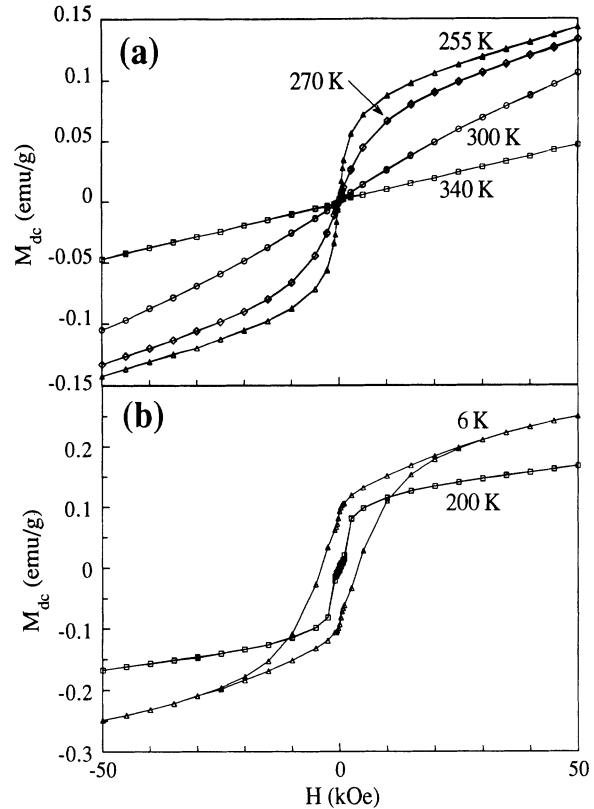 0.15
(a)
255 K
0.1
270 K
0.05
300 K
0
340 K
M_dc (emu/g)
-0.05
-0.1
-0.15
(b)
6 K
0.2
200 K
0.1
0
M_dc (emu/g)
-0.1
-0.2
-0.3
-50
0
50
H (kOe)